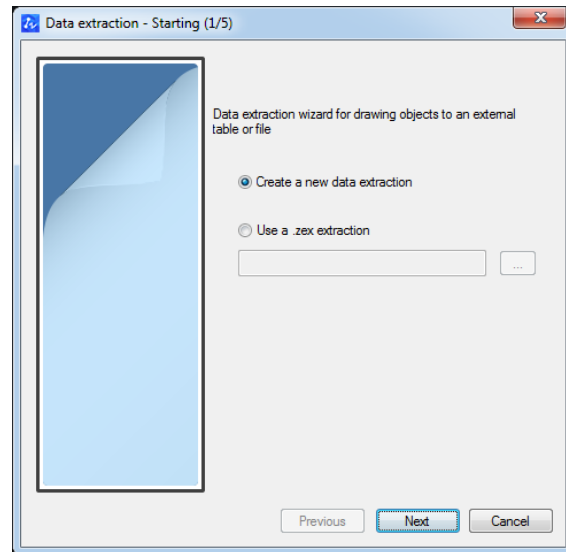 Data extraction - Starting (1/5)
Data extraction wizard for drawing objects to an external
table or file
Create a new data extraction
Use a .zex extraction
...
Previous
Next
Cancel